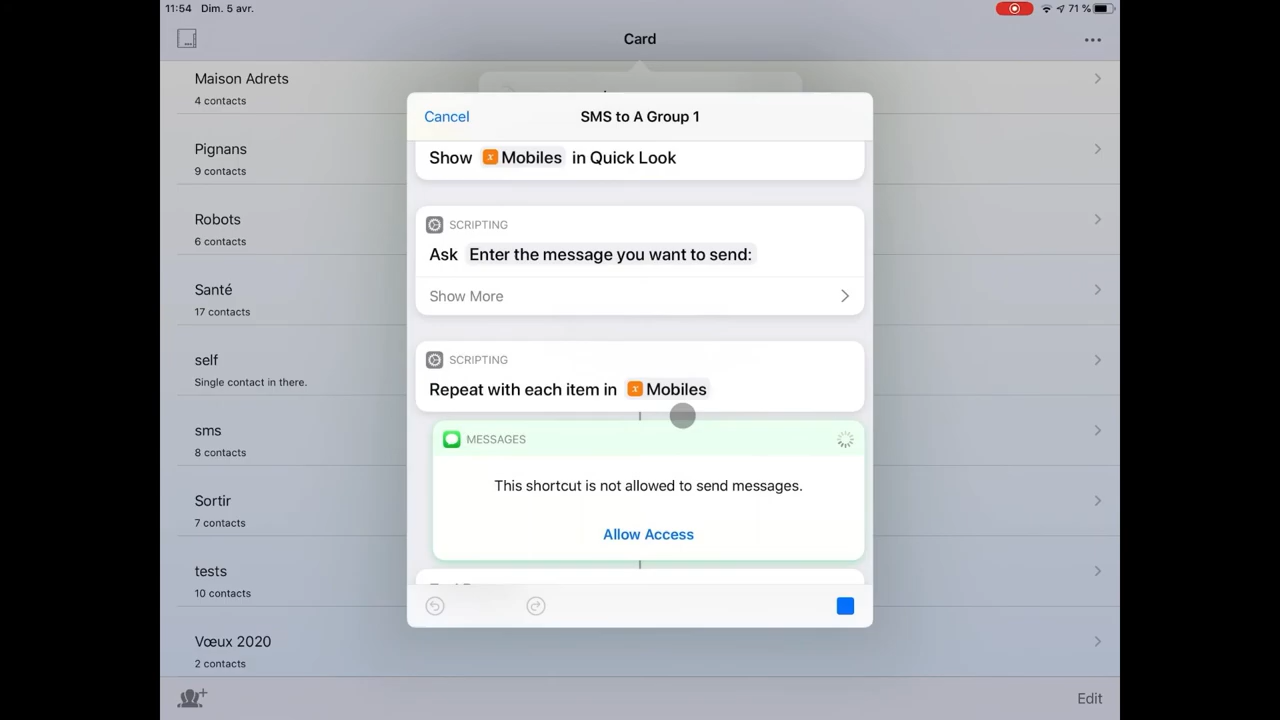 11:54 Dim. 5 avr.
71 %
Card
Maison Adrets
4 contacts
Pignans
9 contacts
Robots
6 contacts
Santé
17 contacts
self
Single contact in there.
sms
8 contacts
Sortir
7 contacts
tests
10 contacts
Vœux 2020
2 contacts
Edit
Cancel
SMS to A Group 1
Show x Mobiles in Quick Look
SCRIPTING
Ask Enter the message you want to send:
Show More
SCRIPTING
Repeat with each item in x Mobiles
MESSAGES
This shortcut is not allowed to send messages.
Allow Access